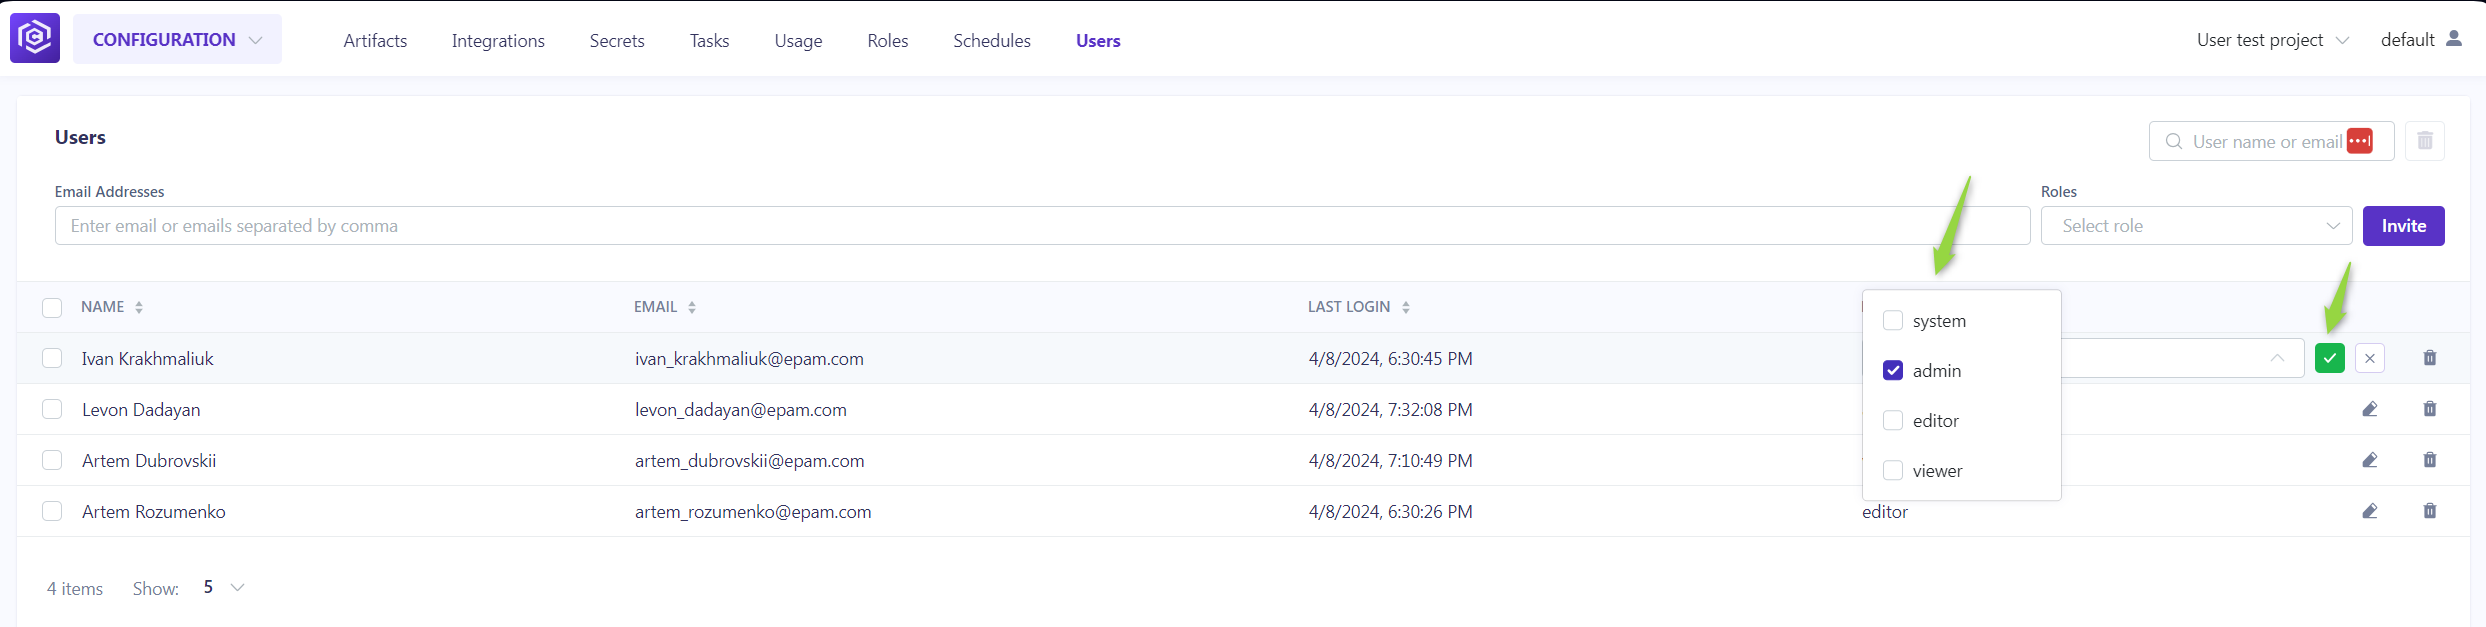 CONFIGURATION Artifacts Integrations Secrets Tasks Usage Roles Schedules Users User test project default
Users
User name or email
Email Addresses Roles
Enter email or emails separated by comma Select role Invite
NAME EMAIL LAST LOGIN
system
Ivan Krakhmaliuk ivan_krakhmaliuk@epam.com 4/8/2024, 6:30:45 PM
admin
Levon Dadayan levon_dadayan@epam.com 4/8/2024, 7:32:08 PM
editor
Artem Dubrovskii artem_dubrovskii@epam.com 4/8/2024, 7:10:49 PM
viewer
Artem Rozumenko artem_rozumenko@epam.com 4/8/2024, 6:30:26 PM editor
4 items Show: 5